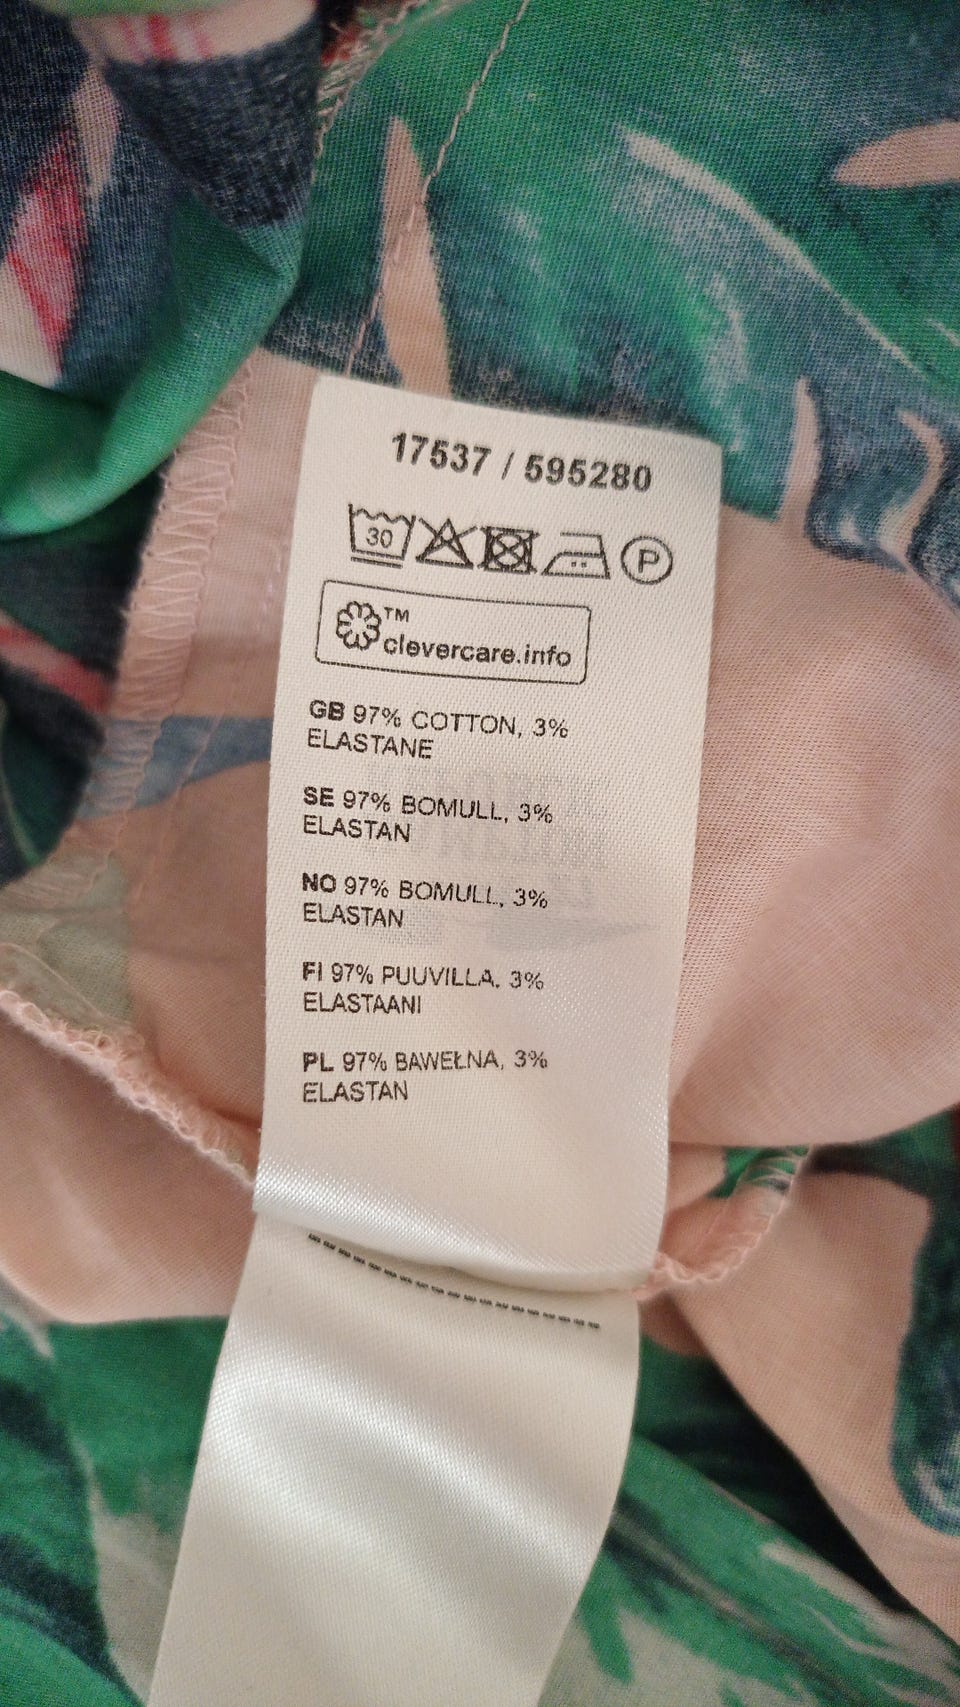 17537 / 595280
30
P
™
clevercare.info
GB 97% COTTON, 3%
ELASTANE
SE 97% BOMULL, 3%
ELASTAN
NO 97% BOMULL, 3%
ELASTAN
FI 97% PUUVILLA, 3%
ELASTAANI
PL 97% BAWEŁNA, 3%
ELASTAN